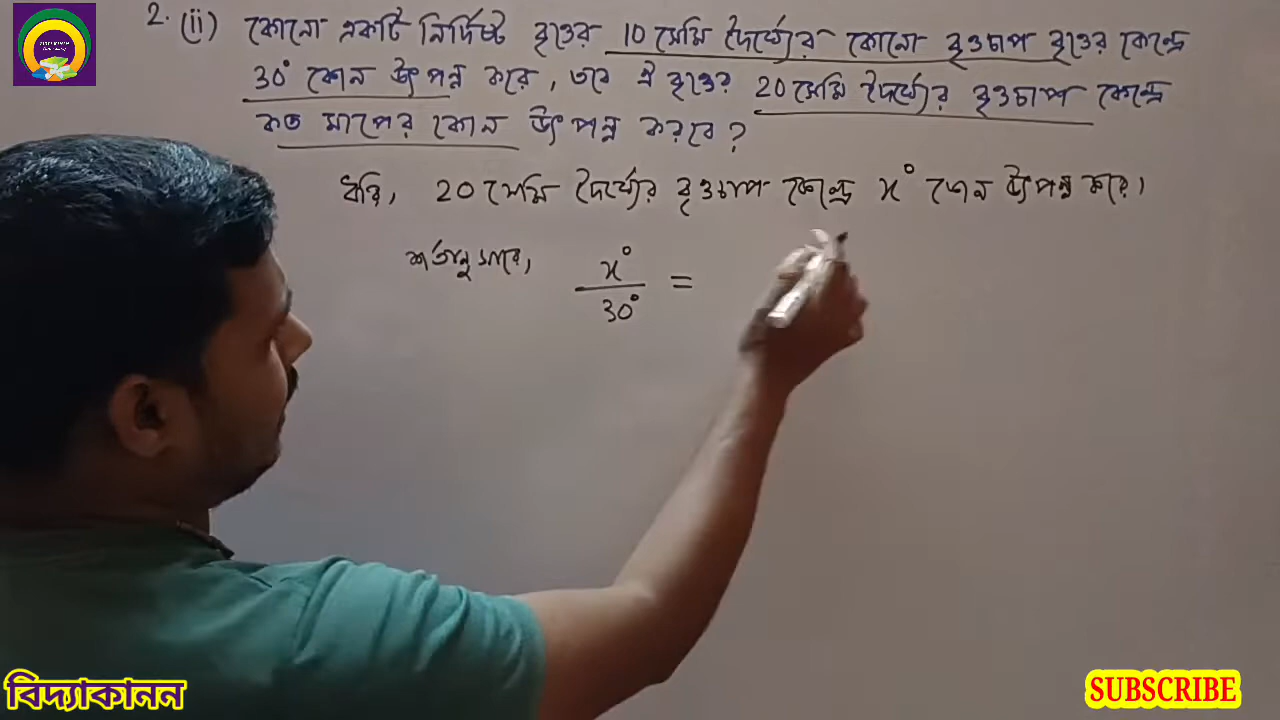 2. (ii) কোনো একটি নির্দিষ্ট বৃত্তের 10 সেমি দৈর্ঘ্যের কোনো বৃত্তচাপ বৃত্তের কেন্দ্রে
30° কোন উৎপন্ন করে, তবে ঐ বৃত্তের 20 সেমি দৈর্ঘ্যের বৃত্তচাপ কেন্দ্রে
কত মাপের কোন উৎপন্ন করবে?
ধরি, 20 সেমি দৈর্ঘ্যের বৃত্তচাপ কেন্দ্রে x° কোন উৎপন্ন করে।
শর্তানুসারে, x°/30° =
বিদ্যাকানন
SUBSCRIBE